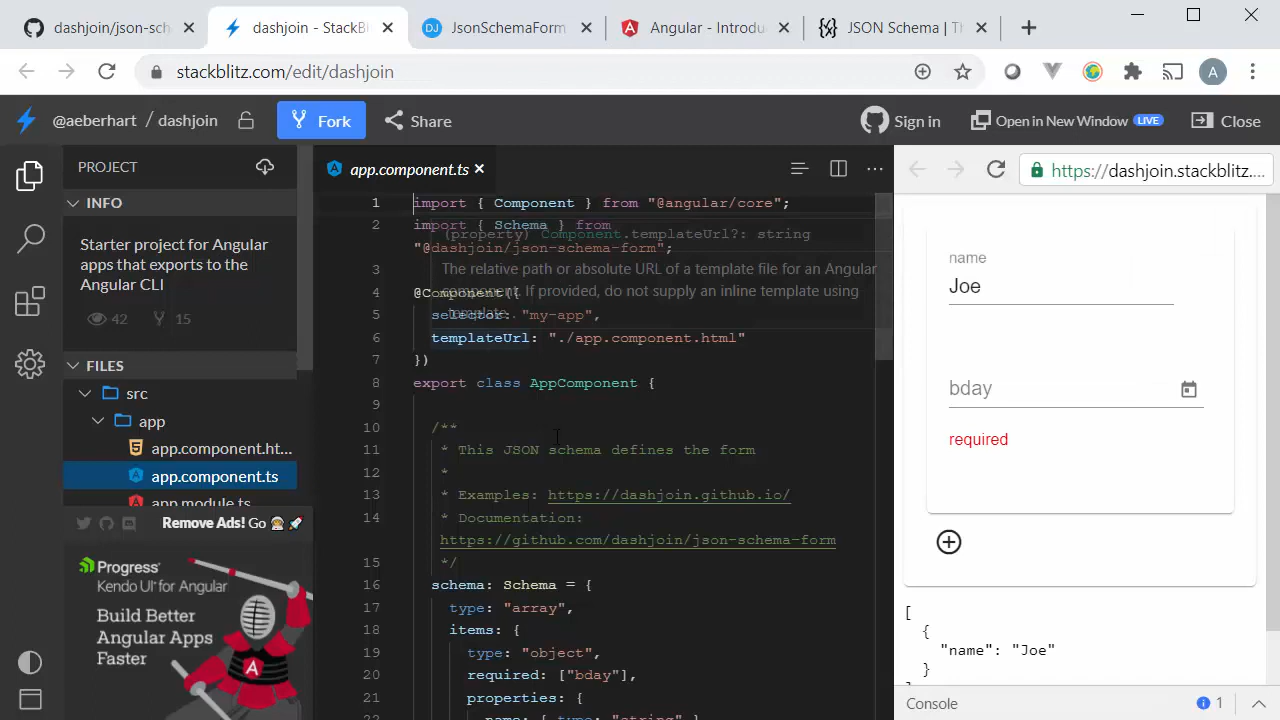 dashjoin/json-sch
dashjoin - StackBl
DJ
JsonSchemaForm
Angular - Introdu
JSON Schema | Th
stackblitz.com/edit/dashjoin
A
@aeberhart / dashjoin
Fork
Share
Sign in
Open in New Window LIVE
Close
PROJECT
INFO
Starter project for Angular
apps that exports to the
Angular CLI
42
15
FILES
src
app
app.component.ht...
app.component.ts
app.module.ts
Remove Ads! Go
Progress
Kendo UI for Angular
Build Better
Angular Apps
Faster
app.component.ts
1 import { Component } from "@angular/core";
2 import { Schema } from
"@dashjoin/json-schema-form";
(property) Component.templateUrl?: string
The relative path or absolute URL of a template file for an Angular
component. If provided, do not supply an inline template using
template.
3
4 @Component({
5 selector: "my-app",
6 templateUrl: "./app.component.html"
7 })
8 export class AppComponent {
9
10 /**
11 * This JSON schema defines the form
12 *
13 * Examples: https://dashjoin.github.io/
14 * Documentation:
https://github.com/dashjoin/json-schema-form
15 */
16 schema: Schema = {
17 type: "array",
18 items: {
19 type: "object",
20 required: ["bday"],
21 properties: {
22 name: { type: "string" }
https://dashjoin.stackblitz....
name
Joe
bday
required
[
{
"name": "Joe"
}
Console
1